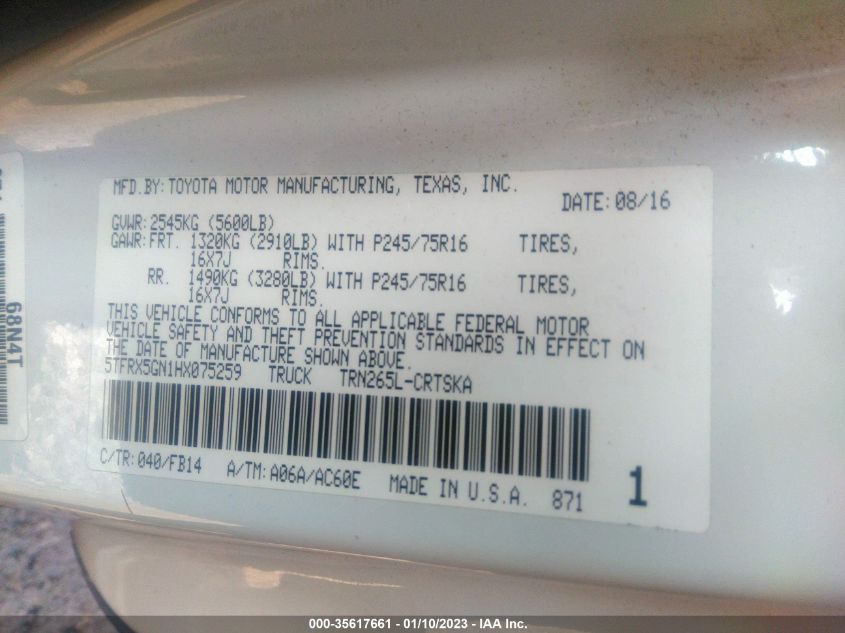 MFD.BY:TOYOTA MOTOR MANUFACTURING, TEXAS, INC.
DATE:08/16
GVWR:2545KG (5600LB)
GAWR:FRT. 1320KG (2910LB) WITH P245/75R16 TIRES,
16X7J RIMS.
RR. 1490KG (3280LB) WITH P245/75R16 TIRES,
16X7J RIMS.
THIS VEHICLE CONFORMS TO ALL APPLICABLE FEDERAL MOTOR
VEHICLE SAFETY AND THEFT PREVENTION STANDARDS IN EFFECT ON
THE DATE OF MANUFACTURE SHOWN ABOVE.
5TFRX5GN1HX075259 TRUCK TRN265L-CRTSKA
C/TR:040/FB14 A/TM:A06A/AC60E MADE IN U.S.A. 871 1
68N4T
000-35617661 - 01/10/2023 - IAA Inc.